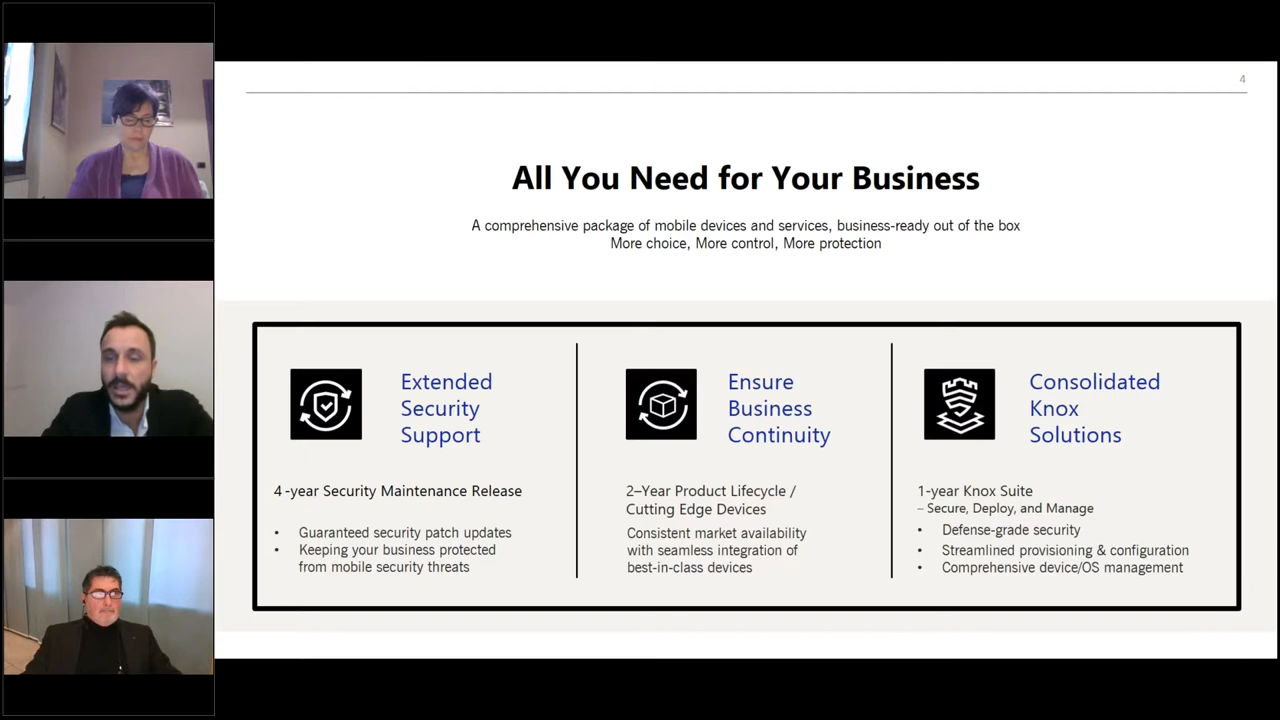 4
All You Need for Your Business
A comprehensive package of mobile devices and services, business-ready out of the box
More choice, More control, More protection
Extended
Security
Support
4-year Security Maintenance Release
• Guaranteed security patch updates
• Keeping your business protected
from mobile security threats
Ensure
Business
Continuity
2–Year Product Lifecycle /
Cutting Edge Devices
Consistent market availability
with seamless integration of
best-in-class devices
Consolidated
Knox
Solutions
1-year Knox Suite
– Secure, Deploy, and Manage
• Defense-grade security
• Streamlined provisioning & configuration
• Comprehensive device/OS management